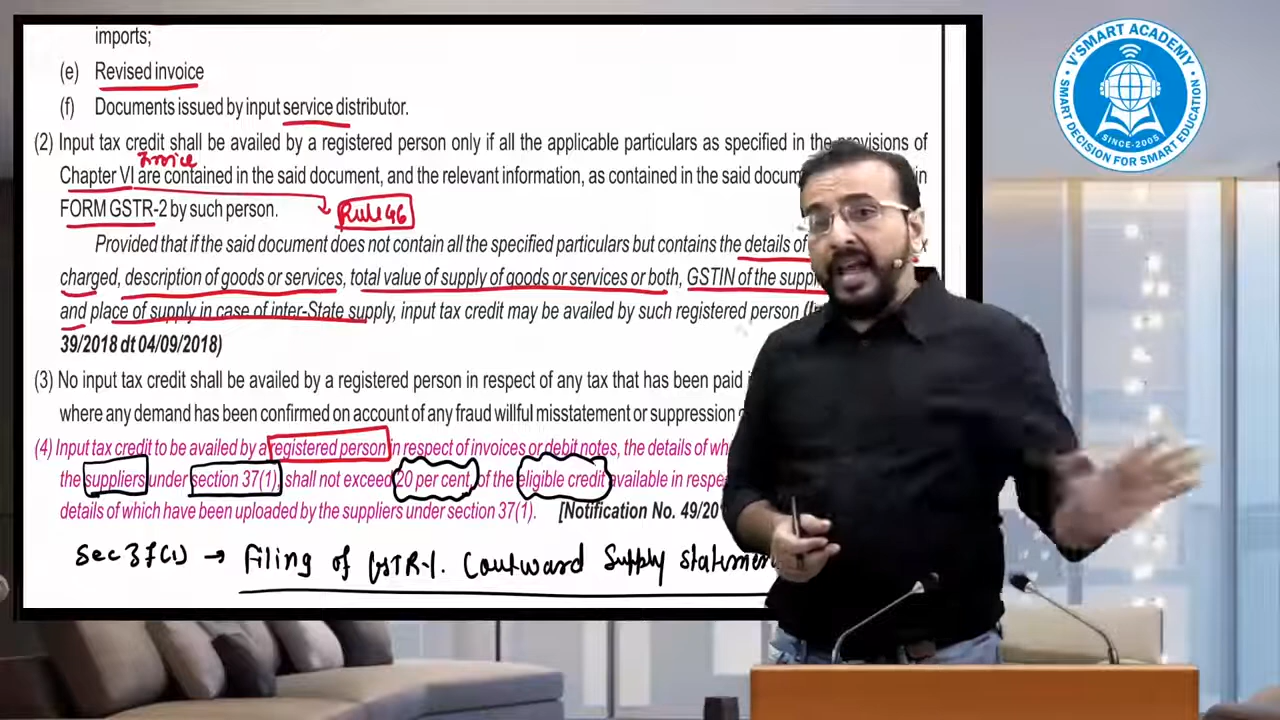 imports;
(e) Revised invoice
(f) Documents issued by input service distributor.
(2) Input tax credit shall be availed by a registered person only if all the applicable particulars as specified in the provisions of
Invoice
Chapter VI are contained in the said document, and the relevant information, as contained in the said in
FORM GSTR-2 by such person.
Rule 46
Provided that if the said document does not contain all the specified particulars but contains the details of
charged, description of goods or services, total value of supply of goods or services or both, GSTIN of the
and place of supply in case of inter-State supply, input tax credit may be availed by such registered person
39/2018 dt 04/09/2018)
(3) No input tax credit shall be availed by a registered person in respect of any tax that has been paid
where any demand has been confirmed on account of any fraud willful misstatement or suppression
(4) Input tax credit to be availed by a registered person in respect of invoices or debit notes, the details of
the suppliers under section 37(1), shall not exceed 20 per cent, of the eligible credit available in
details of which have been uploaded by the suppliers under section 37(1). [Notification No. 49/20
Sec 37(1) → Filing of GSTR-1. Coutward Supply Statement
V'SMART ACADEMY
SINCE-2005
SMART DECISION FOR SMART EDUCATION